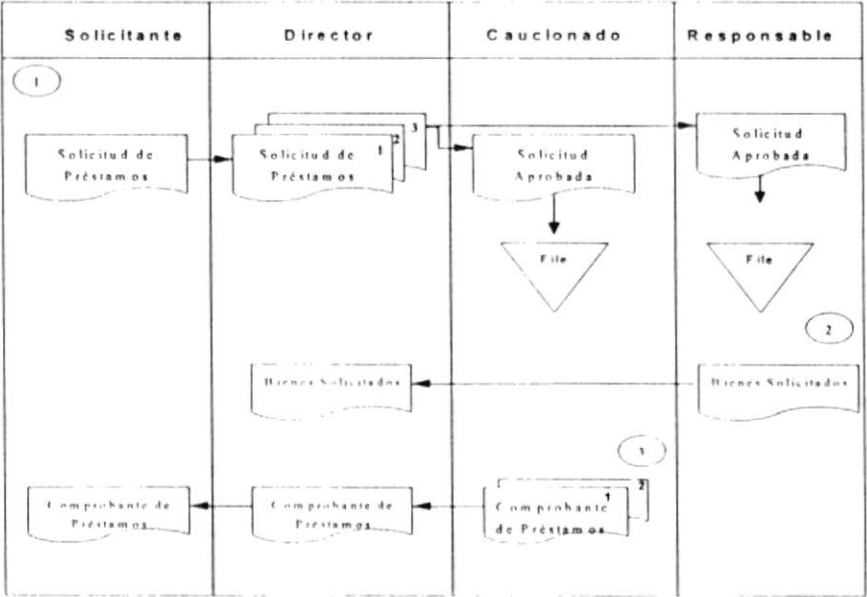 Solicitante
Director
Caucionado
Responsable
1
Solicitud de
Préstamos
3
2
1
Solicitud de
Préstamos
Solicitud
Aprobada
Solicitud
Aprobada
File
File
2
Bienes Solicitados
Bienes Solicitados
3
Comprobante de
Préstamos
Comprobante de
Préstamos
2
1
Comprobante
de Préstamos